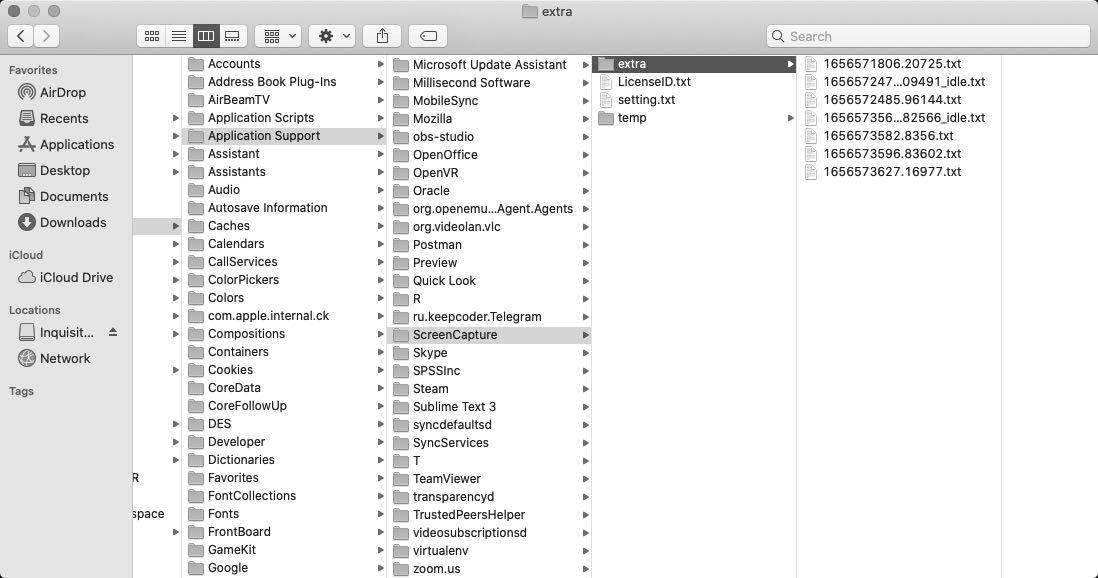 extra
Search
Favorites
AirDrop
Recents
Applications
Desktop
Documents
Downloads
iCloud
iCloud Drive
Locations
Inquisit...
Network
Tags
R
space
Accounts
Address Book Plug-Ins
AirBeamTV
Application Scripts
Application Support
Assistant
Assistants
Audio
Autosave Information
Caches
Calendars
CallServices
ColorPickers
Colors
com.apple.internal.ck
Compositions
Containers
Cookies
CoreData
CoreFollowUp
DES
Developer
Dictionaries
Favorites
FontCollections
Fonts
FrontBoard
GameKit
Google
Microsoft Update Assistant
Millisecond Software
MobileSync
Mozilla
obs-studio
OpenOffice
OpenVR
Oracle
org.openemu...Agent.Agents
org.videolan.vlc
Postman
Preview
Quick Look
R
ru.keepcoder.Telegram
ScreenCapture
Skype
SPSSInc
Steam
Sublime Text 3
syncdefaultsd
SyncServices
T
TeamViewer
transparencyd
TrustedPeersHelper
videosubscriptionsd
virtualenv
zoom.us
extra
LicenseID.txt
setting.txt
temp
1656571806.20725.txt
165657247...09491_idle.txt
1656572485.96144.txt
165657356...82566_idle.txt
1656573582.8356.txt
1656573596.83602.txt
1656573627.16977.txt